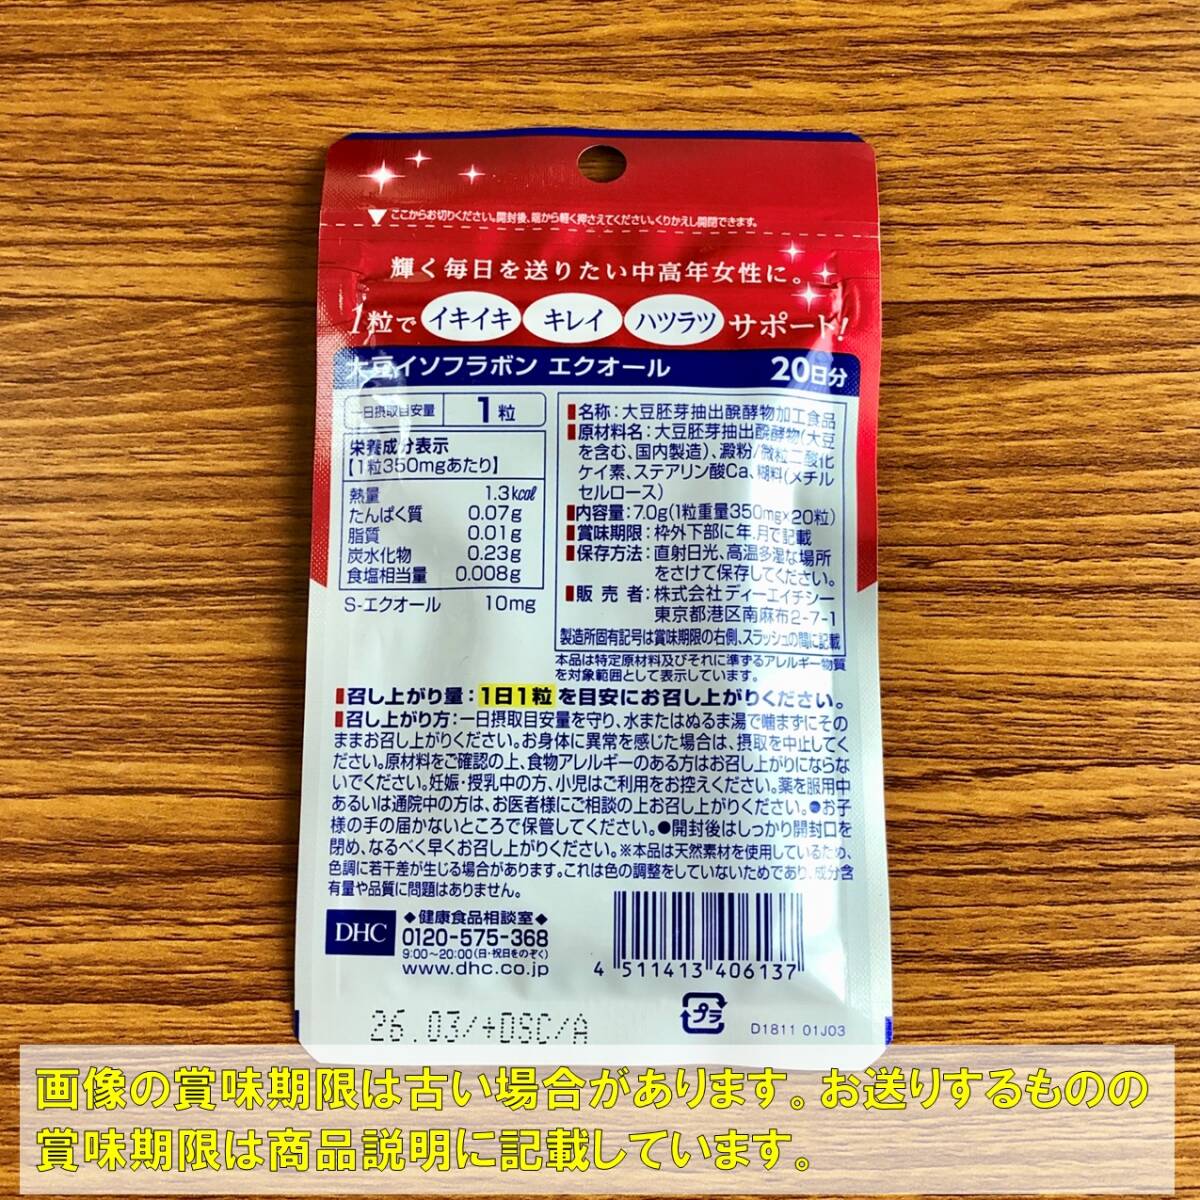 ここからお切りください。開封後、端から軽く押さえてください。くりかえし開閉できます。
輝く毎日を送りたい中高年女性に。
1粒で イキイキ キレイ ハツラツ サポート!
大豆イソフラボン エクオール 20日分
一日摂取目安量 1粒
栄養成分表示
【1粒350mgあたり】
熱量 1.3kcal
たんぱく質 0.07g
脂質 0.01g
炭水化物 0.23g
食塩相当量 0.008g
S-エクオール 10mg
■名称:大豆胚芽抽出醗酵物加工食品
■原材料名:大豆胚芽抽出醗酵物(大豆
を含む、国内製造)、澱粉/微粒二酸化
ケイ素、ステアリン酸Ca、糊料(メチル
セルロース)
■内容量:7.0g(1粒重量350mg×20粒)
■賞味期限:枠外下部に年.月で記載
■保存方法:直射日光、高温多湿な場所
をさけて保存してください。
■販売者:株式会社ディーエイチシー
東京都港区南麻布2-7-1
製造所固有記号は賞味期限の右側、スラッシュの間に記載
本品は特定原材料及びそれに準ずるアレルギー物質
を対象範囲として表示しています。
■召し上がり量:1日1粒を目安にお召し上がりください。
■召し上がり方:一日摂取目安量を守り、水またはぬるま湯で噛まずにその
ままお召し上がりください。お身体に異常を感じた場合は、摂取を中止してく
ださい。原材料をご確認の上、食物アレルギーのある方はお召し上がりにならな
いでください。妊娠・授乳中の方、小児はご利用をお控えください。薬を服用中
あるいは通院中の方は、お医者様にご相談の上お召し上がりください。●お子
様の手の届かないところで保管してください。●開封後はしっかり開封口を
閉め、なるべく早くお召し上がりください。※本品は天然素材を使用しているため、
色調に若干差が生じる場合があります。これは色の調整をしていないためであり、成分含
有量や品質に問題はありません。
DHC
◆健康食品相談室◆
0120-575-368
9:00~20:00(日・祝日をのぞく)
www.dhc.co.jp
4 511413 406137
プラ
D1811 01J03
26.03/+DSC/A
画像の賞味期限は古い場合があります。お送りするものの
賞味期限は商品説明に記載しています。